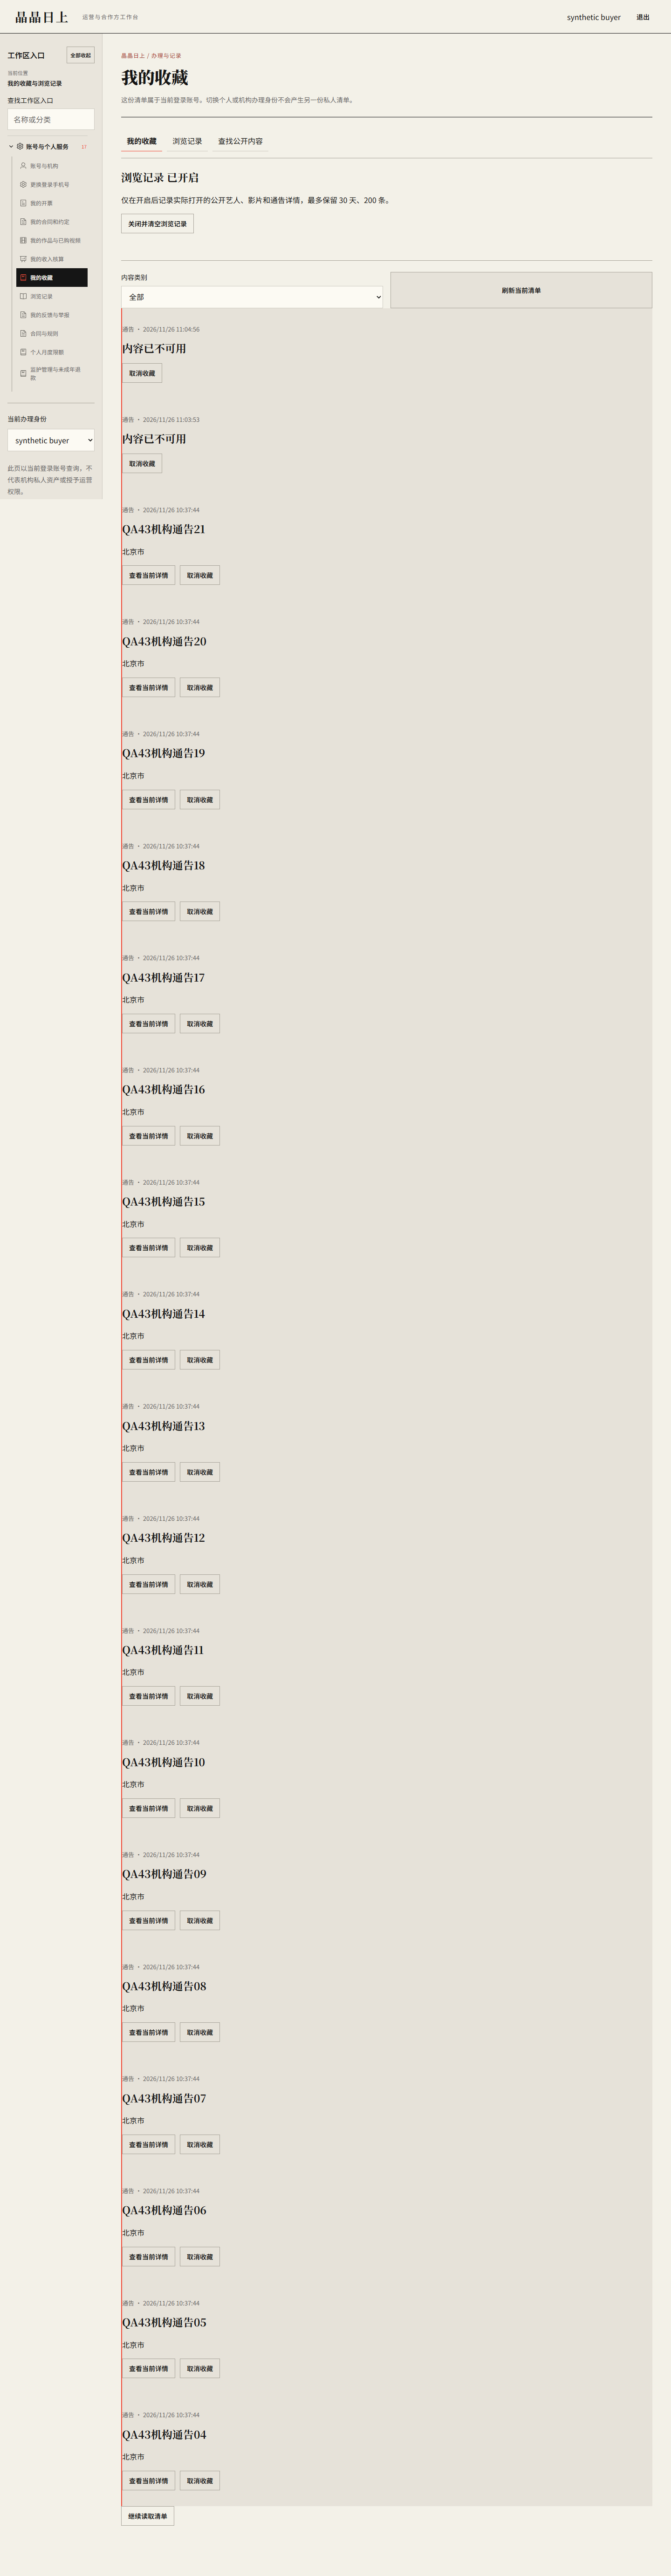 晶晶日上
运营与合作方工作台
synthetic buyer
退出
工作区入口
全部收起
当前位置
我的收藏与浏览记录
查找工作区入口
名称或分类
账号与个人服务
17
账号与机构
更换登录手机号
我的开票
我的合同和约定
我的作品与已购视频
我的收入核算
我的收藏
浏览记录
我的反馈与举报
合同与规则
个人月度限额
监护管理与未成年退
款
当前办理身份
synthetic buyer
此页以当前登录账号查询，不
代表机构私人资产或授予运营
权限。
晶晶日上 / 办理与记录
我的收藏
这份清单属于当前登录账号。切换个人或机构办理身份不会产生另一份私人清单。
我的收藏
浏览记录
查找公开内容
浏览记录 已开启
仅在开启后记录实际打开的公开艺人、影片和通告详情，最多保留 30 天、200 条。
关闭并清空浏览记录
内容类别
全部
刷新当前清单
通告 · 2026/11/26 11:04:56
内容已不可用
取消收藏
通告 · 2026/11/26 11:03:53
内容已不可用
取消收藏
通告 · 2026/11/26 10:37:44
QA43机构通告21
北京市
查看当前详情
取消收藏
通告 · 2026/11/26 10:37:44
QA43机构通告20
北京市
查看当前详情
取消收藏
通告 · 2026/11/26 10:37:44
QA43机构通告19
北京市
查看当前详情
取消收藏
通告 · 2026/11/26 10:37:44
QA43机构通告18
北京市
查看当前详情
取消收藏
通告 · 2026/11/26 10:37:44
QA43机构通告17
北京市
查看当前详情
取消收藏
通告 · 2026/11/26 10:37:44
QA43机构通告16
北京市
查看当前详情
取消收藏
通告 · 2026/11/26 10:37:44
QA43机构通告15
北京市
查看当前详情
取消收藏
通告 · 2026/11/26 10:37:44
QA43机构通告14
北京市
查看当前详情
取消收藏
通告 · 2026/11/26 10:37:44
QA43机构通告13
北京市
查看当前详情
取消收藏
通告 · 2026/11/26 10:37:44
QA43机构通告12
北京市
查看当前详情
取消收藏
通告 · 2026/11/26 10:37:44
QA43机构通告11
北京市
查看当前详情
取消收藏
通告 · 2026/11/26 10:37:44
QA43机构通告10
北京市
查看当前详情
取消收藏
通告 · 2026/11/26 10:37:44
QA43机构通告09
北京市
查看当前详情
取消收藏
通告 · 2026/11/26 10:37:44
QA43机构通告08
北京市
查看当前详情
取消收藏
通告 · 2026/11/26 10:37:44
QA43机构通告07
北京市
查看当前详情
取消收藏
通告 · 2026/11/26 10:37:44
QA43机构通告06
北京市
查看当前详情
取消收藏
通告 · 2026/11/26 10:37:44
QA43机构通告05
北京市
查看当前详情
取消收藏
通告 · 2026/11/26 10:37:44
QA43机构通告04
北京市
查看当前详情
取消收藏
继续读取清单